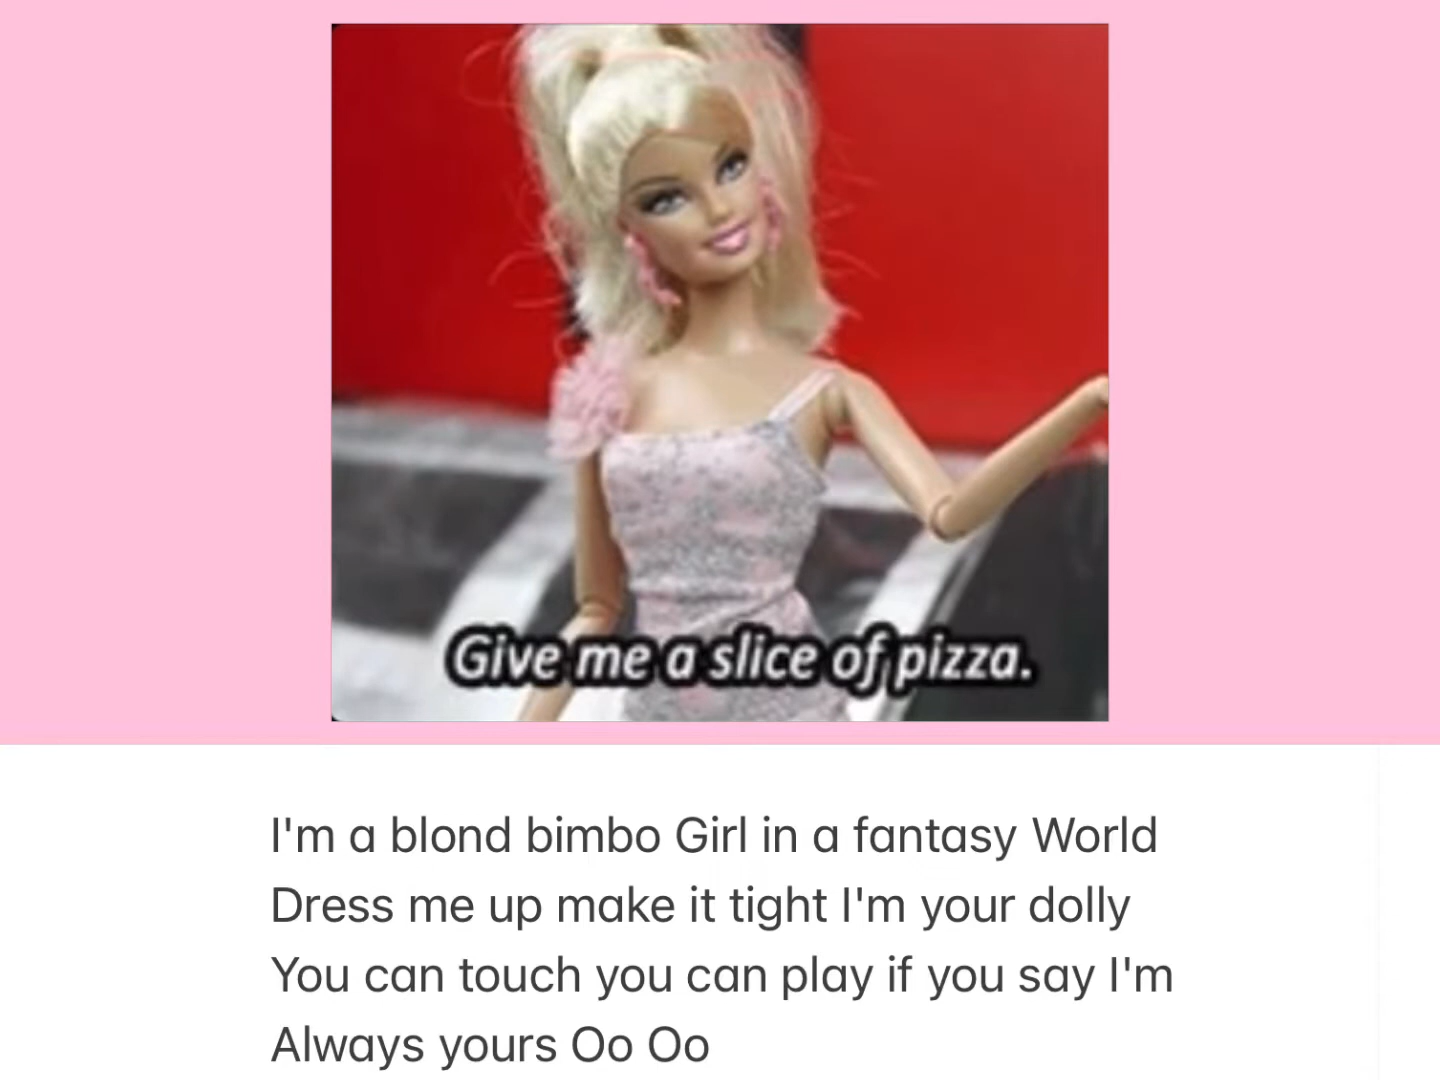 Give me a slice of pizza.
I'm a blond bimbo Girl in a fantasy World
Dress me up make it tight I'm your dolly
You can touch you can play if you say I'm
Always yours Oo Oo